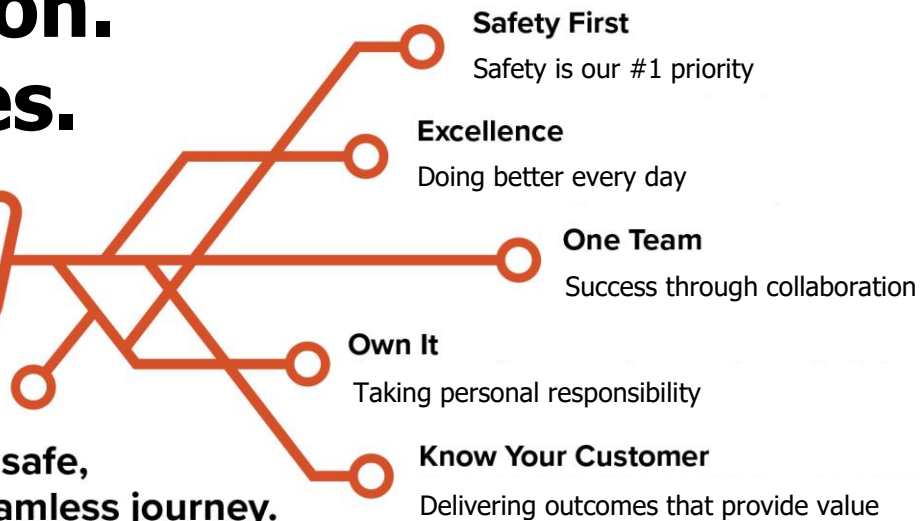 on.
es.
Safety First
Safety is our #1 priority
Excellence
Doing better every day
One Team
Success through collaboration
Own It
Taking personal responsibility
Know Your Customer
Delivering outcomes that provide value
safe,
amless journey.